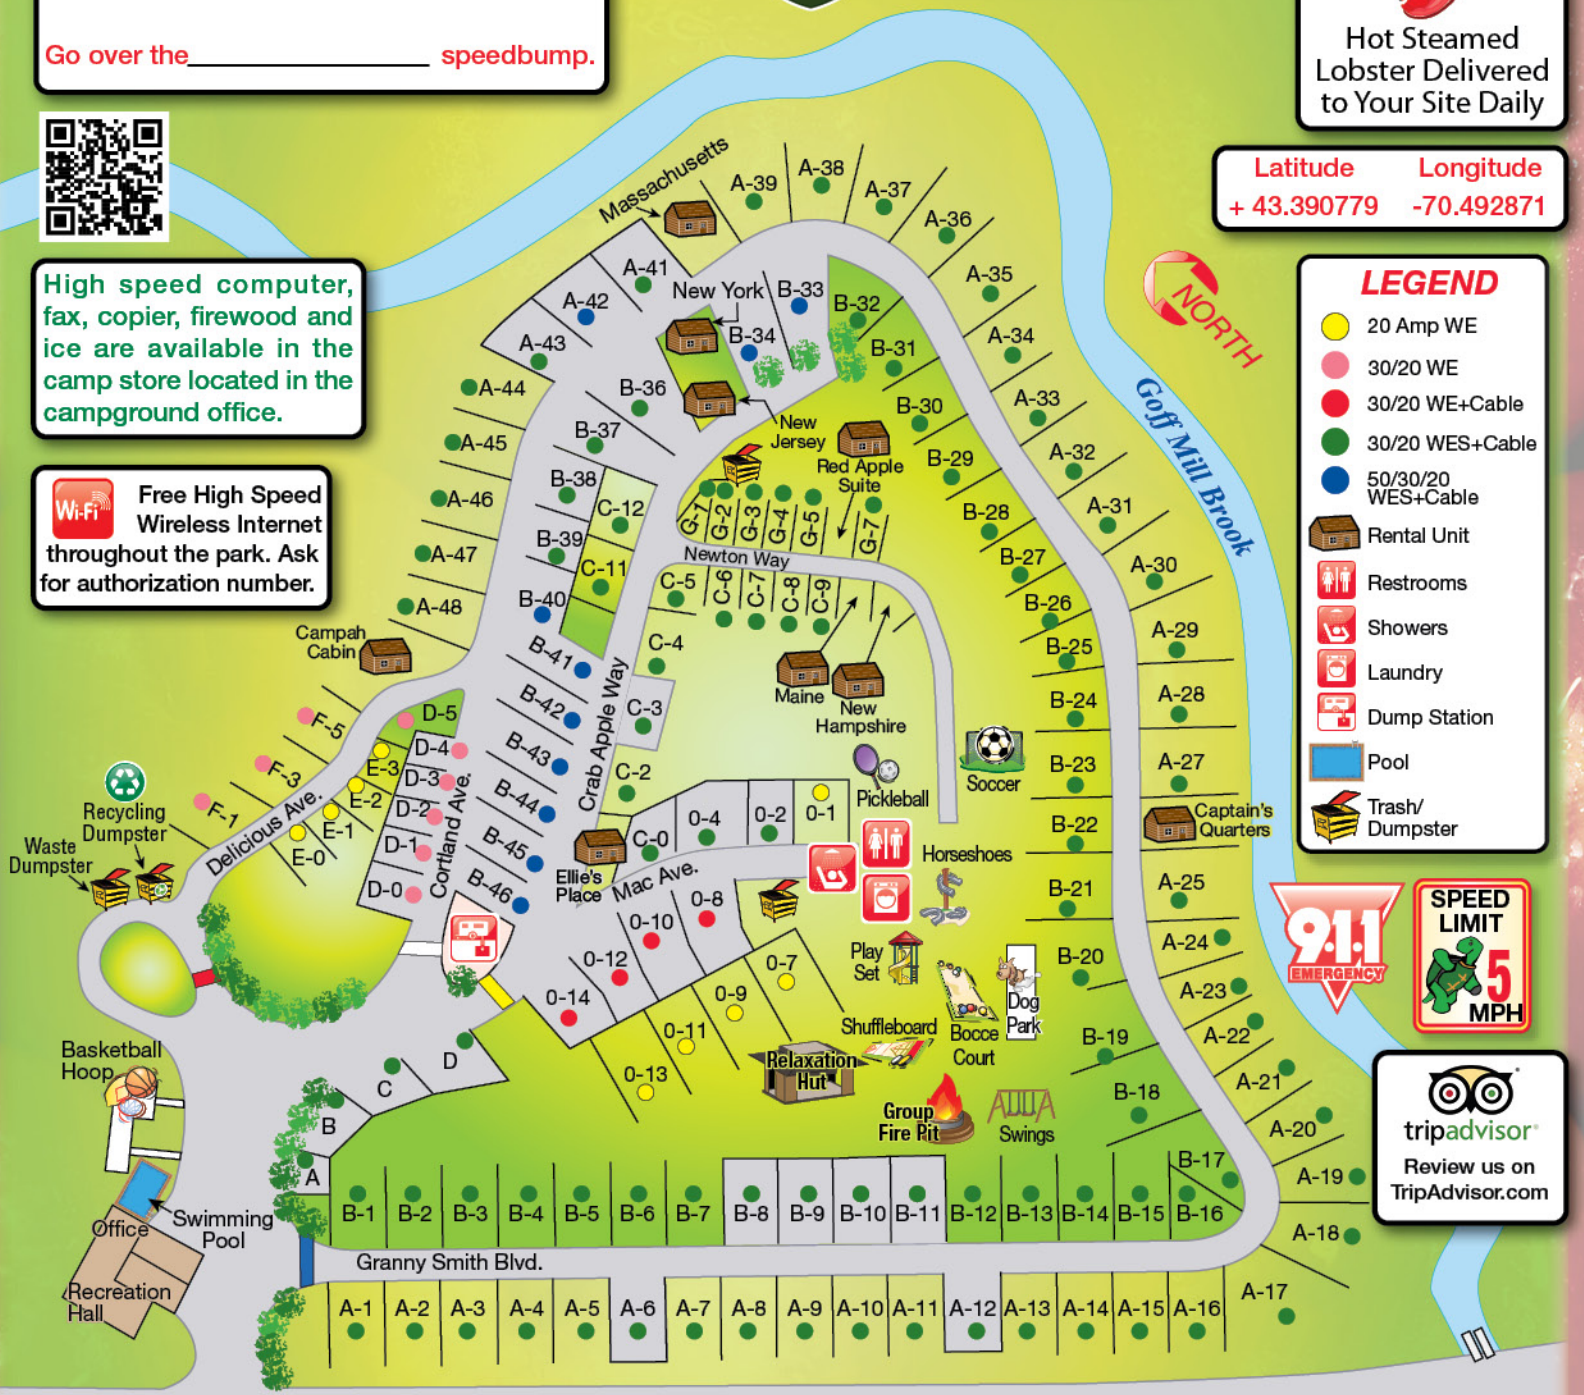 Go over the____________________ speedbump.
Hot Steamed
Lobster Delivered
to Your Site Daily
Latitude Longitude
+ 43.390779 -70.492871
High speed computer,
fax, copier, firewood and
ice are available in the
camp store located in the
campground office.
Wi-Fi
Free High Speed
Wireless Internet
throughout the park. Ask
for authorization number.
NORTH
LEGEND
20 Amp WE
30/20 WE
30/20 WE+Cable
30/20 WES+Cable
50/30/20
WES+Cable
Rental Unit
Restrooms
Showers
Laundry
Dump Station
Pool
Trash/
Dumpster
Goff Mill Brook
Massachusetts
A-39
A-38
A-37
A-36
A-35
A-34
A-33
A-32
A-31
A-30
A-29
A-28
A-27
Captain's
Quarters
A-25
A-24
A-23
A-22
A-21
A-20
A-19
A-18
A-17
A-41
A-42
A-43
A-44
A-45
A-46
A-47
A-48
Campah
Cabin
New York
B-33
B-34
B-32
B-31
B-30
B-29
B-28
B-27
B-26
B-25
B-24
B-23
B-22
B-21
B-20
B-19
B-18
B-17
B-36
B-37
B-38
B-39
B-40
B-41
B-42
B-43
B-44
B-45
B-46
New
Jersey
Red Apple
Suite
G-1
G-2
G-3
G-4
G-5
G-7
Newton Way
C-12
C-11
C-5
C-6
C-7
C-8
C-9
C-4
C-3
C-2
C-0
Crab Apple Way
Maine
New
Hampshire
Pickleball
Soccer
F-5
F-3
F-1
D-5
D-4
D-3
D-2
D-1
D-0
E-3
E-2
E-1
E-0
Cortland Ave.
Delicious Ave.
Recycling
Dumpster
Waste
Dumpster
Ellie's
Place
Mac Ave.
0-4
0-2
0-1
0-8
0-10
0-12
0-14
0-7
0-9
0-11
0-13
Horseshoes
Play
Set
Shuffleboard
Bocce
Court
Dog
Park
Relaxation
Hut
Group
Fire Pit
Swings
911
EMERGENCY
SPEED
LIMIT
5
MPH
tripadvisor
Review us on
TripAdvisor.com
Basketball
Hoop
D
C
B
A
Office
Swimming
Pool
Recreation
Hall
B-1 B-2 B-3 B-4 B-5 B-6 B-7 B-8 B-9 B-10 B-11 B-12 B-13 B-14 B-15 B-16
Granny Smith Blvd.
A-1 A-2 A-3 A-4 A-5 A-6 A-7 A-8 A-9 A-10 A-11 A-12 A-13 A-14 A-15 A-16